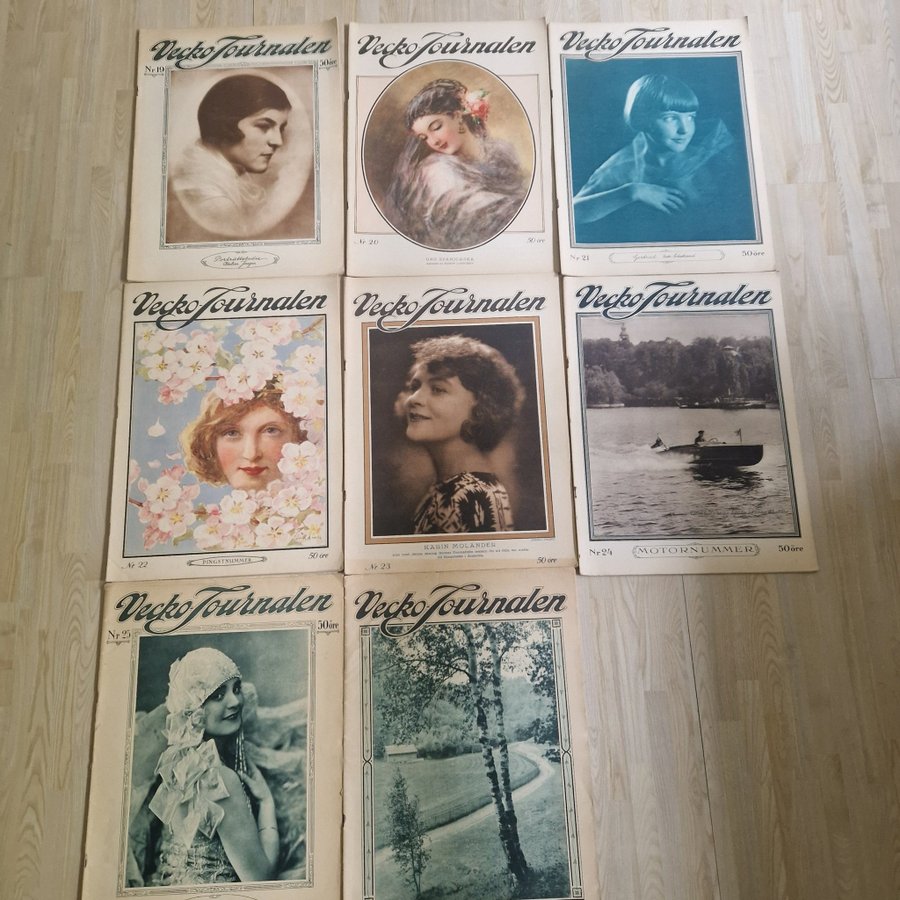 Vecko Journalen
Nr 19
50 öre
Vecko Journalen
Nr 20
50 öre
UNG SPANJORSKA
Vecko Journalen
Nr 21
50 öre
Vecko Journalen
Nr 22
PINGSTNUMMER
50 öre
Vecko Journalen
KARIN MOLANDER
Nr 23
50 öre
Vecko Journalen
Nr 24
MOTORNUMMER
50 öre
Vecko Journalen
Nr 25
50 öre
Vecko Journalen